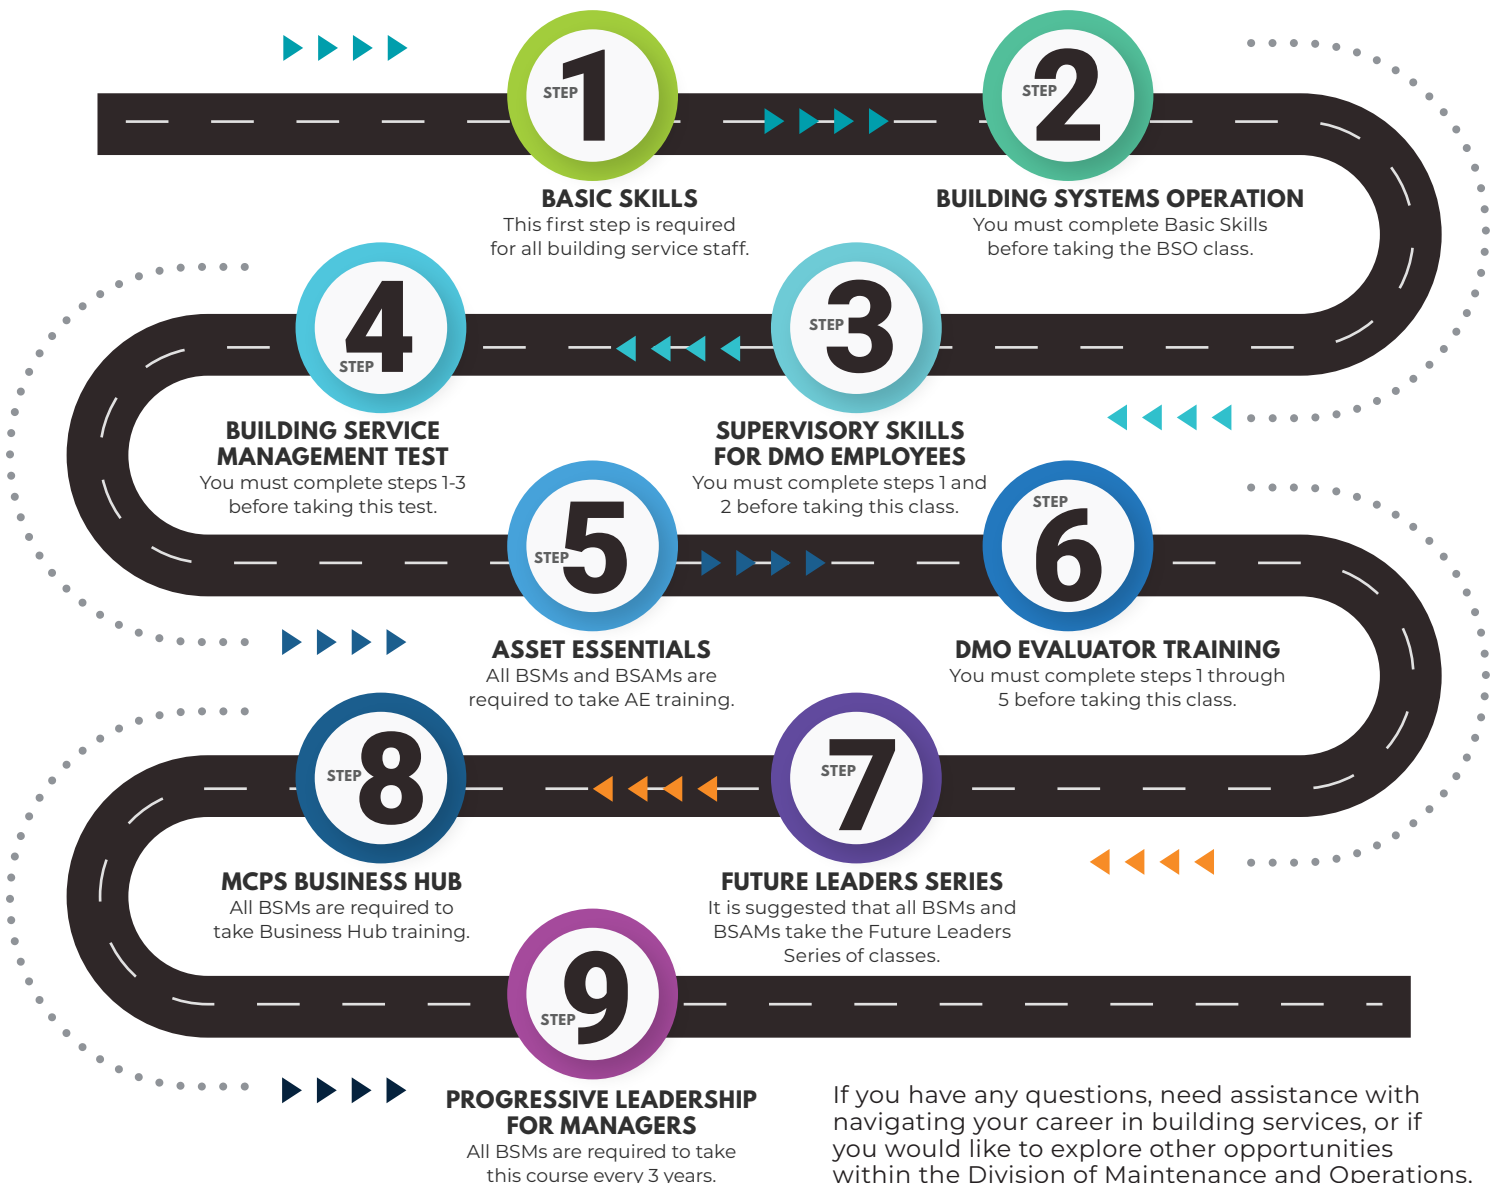 STEP 1
BASIC SKILLS
This first step is required
for all building service staff.
STEP 2
BUILDING SYSTEMS OPERATION
You must complete Basic Skills
before taking the BSO class.
STEP 3
SUPERVISORY SKILLS
FOR DMO EMPLOYEES
You must complete steps 1 and
2 before taking this class.
4
STEP
BUILDING SERVICE
MANAGEMENT TEST
You must complete steps 1-3
before taking this test.
STEP 5
ASSET ESSENTIALS
All BSMs and BSAMs are
required to take AE training.
STEP
6
DMO EVALUATOR TRAINING
You must complete steps 1 through
5 before taking this class.
STEP 7
FUTURE LEADERS SERIES
It is suggested that all BSMs and
BSAMs take the Future Leaders
Series of classes.
STEP 8
MCPS BUSINESS HUB
All BSMs are required to
take Business Hub training.
STEP 9
PROGRESSIVE LEADERSHIP
FOR MANAGERS
All BSMs are required to take
this course every 3 years.
If you have any questions, need assistance with
navigating your career in building services, or if
you would like to explore other opportunities
within the Division of Maintenance and Operations,